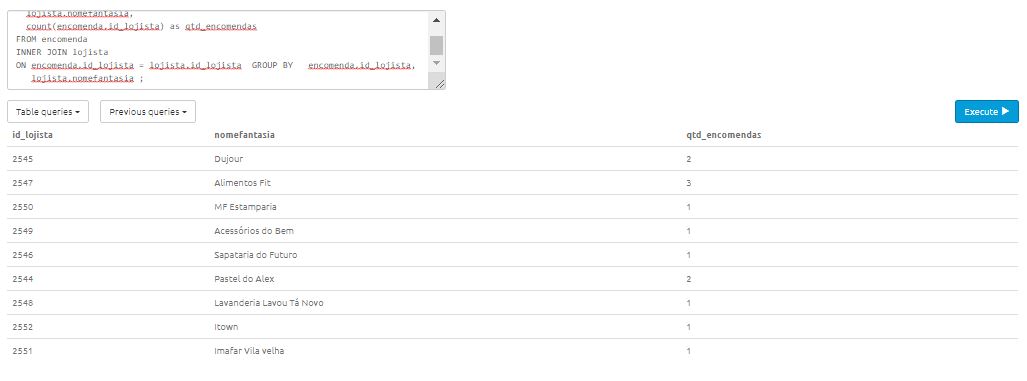 lojista.nomefantasia,
count(encomenda.id_lojista) as qtd_encomendas
FROM encomenda
INNER JOIN lojista
ON encomenda.id_lojista = lojista.id_lojista GROUP BY encomenda.id_lojista,
lojista.nomefantasia ;
Table queries Previous queries Execute
id_lojista nomefantasia qtd_encomendas
2545 Dujour 2
2547 Alimentos Fit 3
2550 MF Estamparia 1
2549 Acessórios do Bem 1
2546 Sapataria do Futuro 1
2544 Pastel do Alex 2
2548 Lavanderia Lavou Tá Novo 1
2552 Itown 1
2551 Imafar Vila velha 1